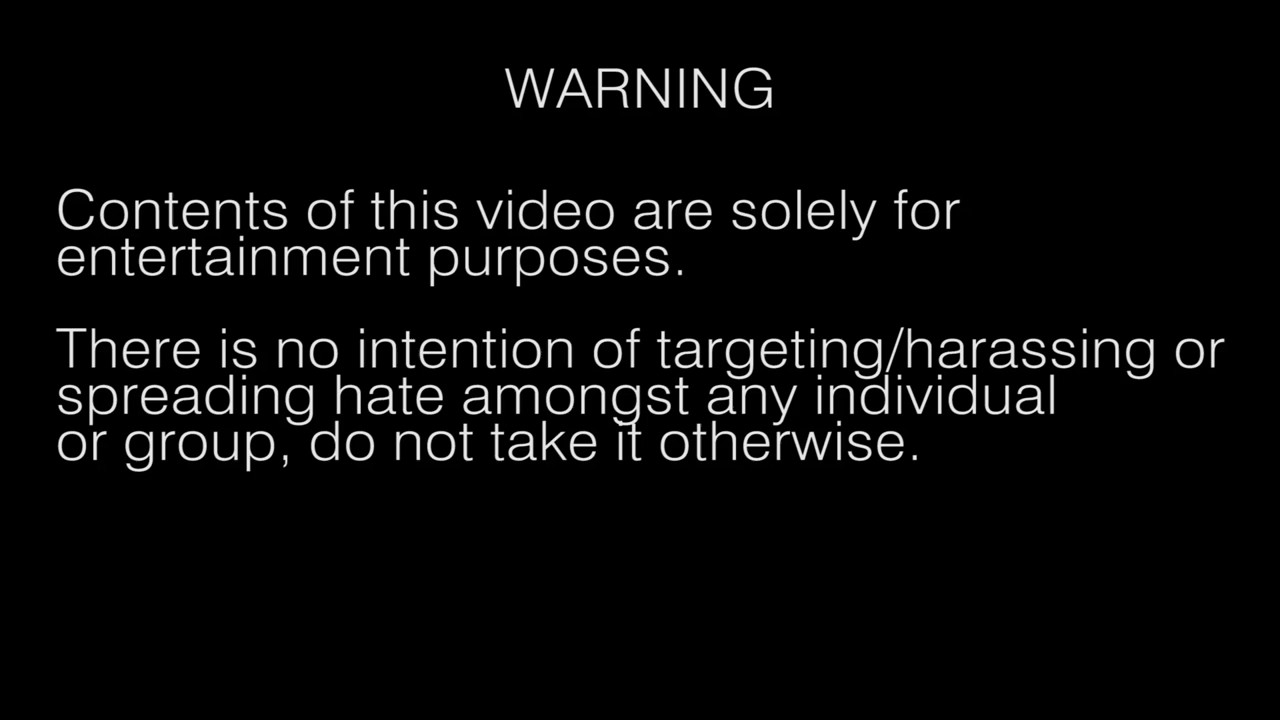 WARNING
Contents of this video are solely for
entertainment purposes.
There is no intention of targeting/harassing or
spreading hate amongst any individual
or group, do not take it otherwise.